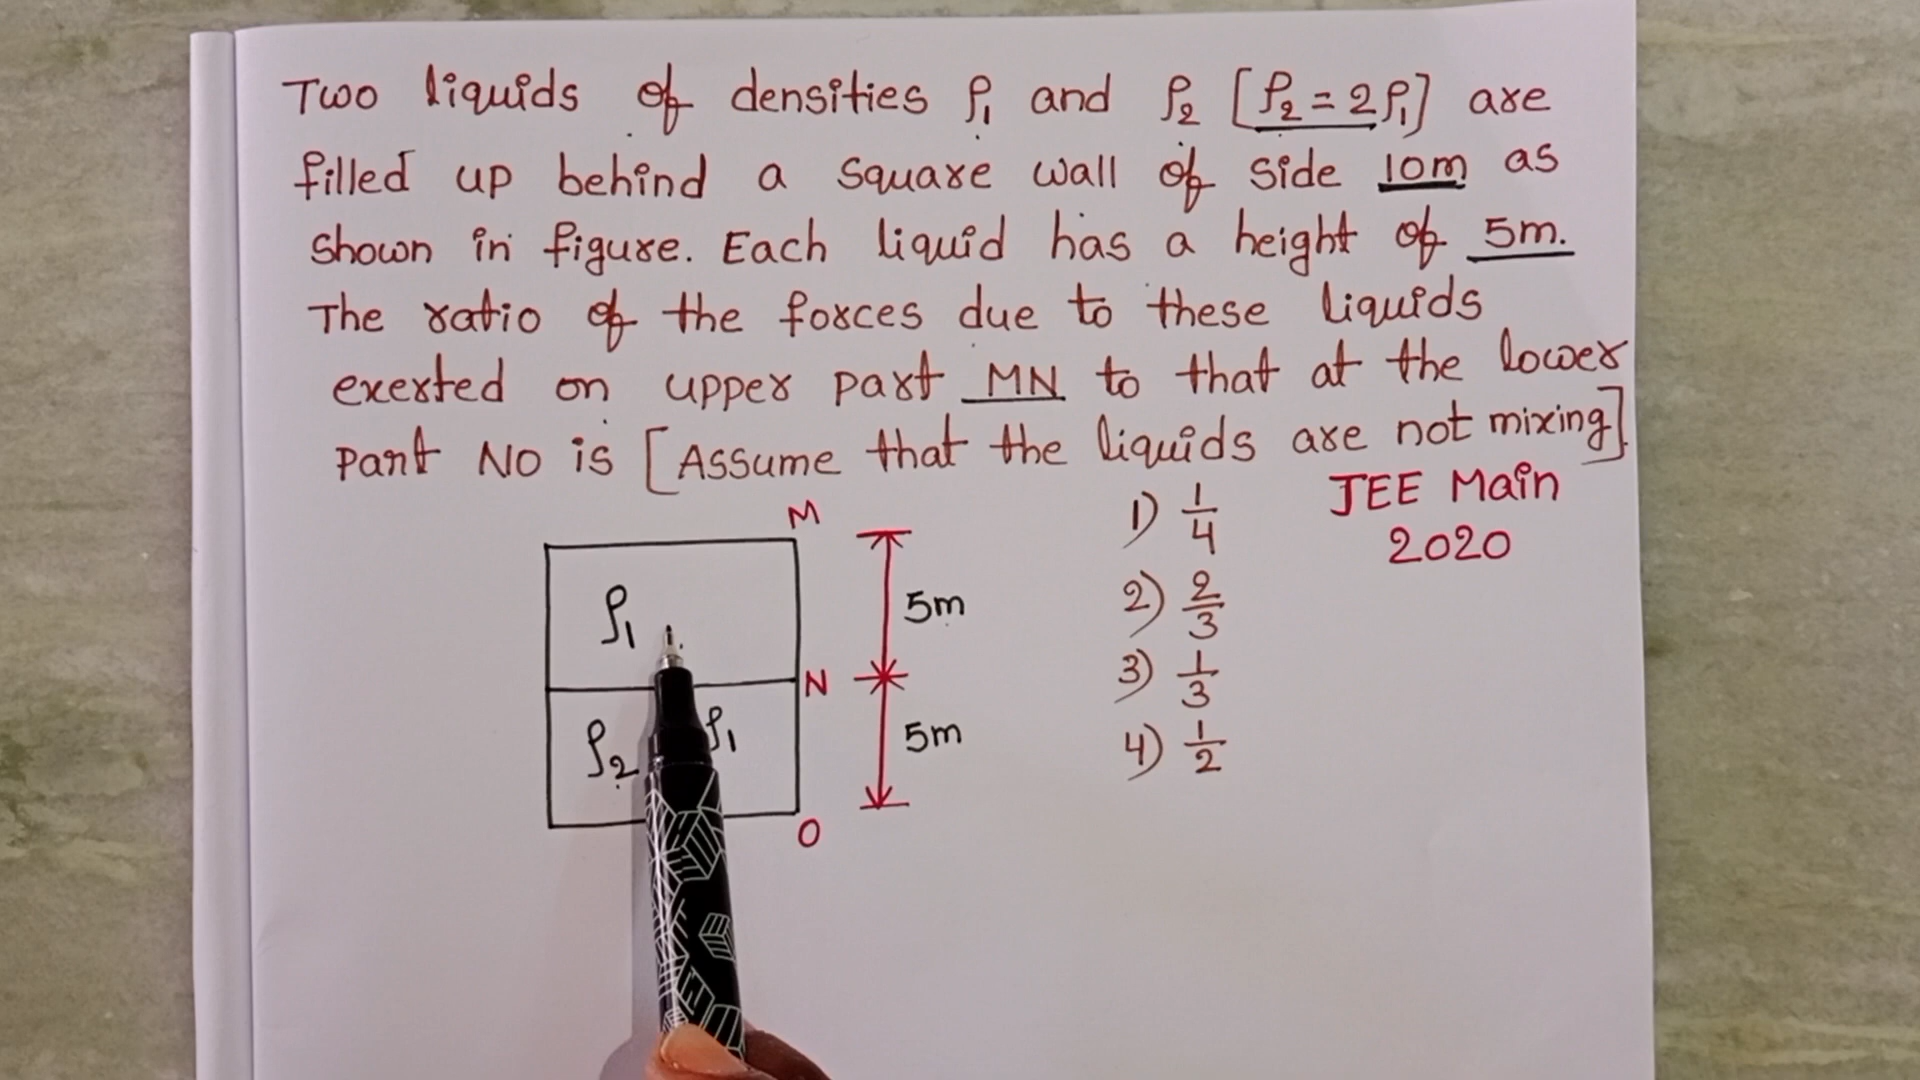 Two liquids of densities ρ₁ and ρ₂ [ρ₂ = 2ρ₁] are
filled up behind a square wall of side 10m as
shown in figure. Each liquid has a height of 5m.
The ratio of the forces due to these liquids
exerted on upper part MN to that at the lower
part NO is [Assume that the liquids are not mixing]
JEE Main
2020
M
ρ₁
5m
N
ρ₂
ρ₁
5m
O
1) 1/4
2) 2/3
3) 1/3
4) 1/2